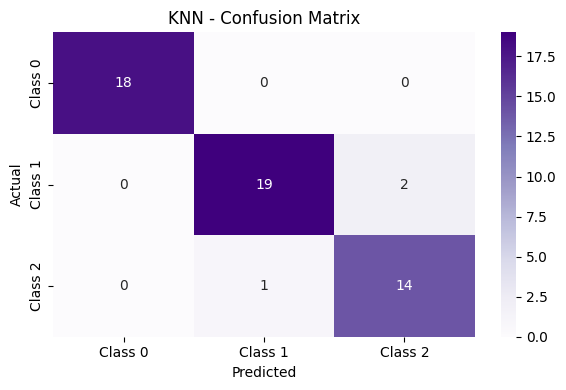 KNN - Confusion Matrix
Actual
Class 0
Class 1
Class 2
18 0 0
0 19 2
0 1 14
Class 0 Class 1 Class 2
Predicted
17.5
15.0
12.5
10.0
7.5
5.0
2.5
0.0